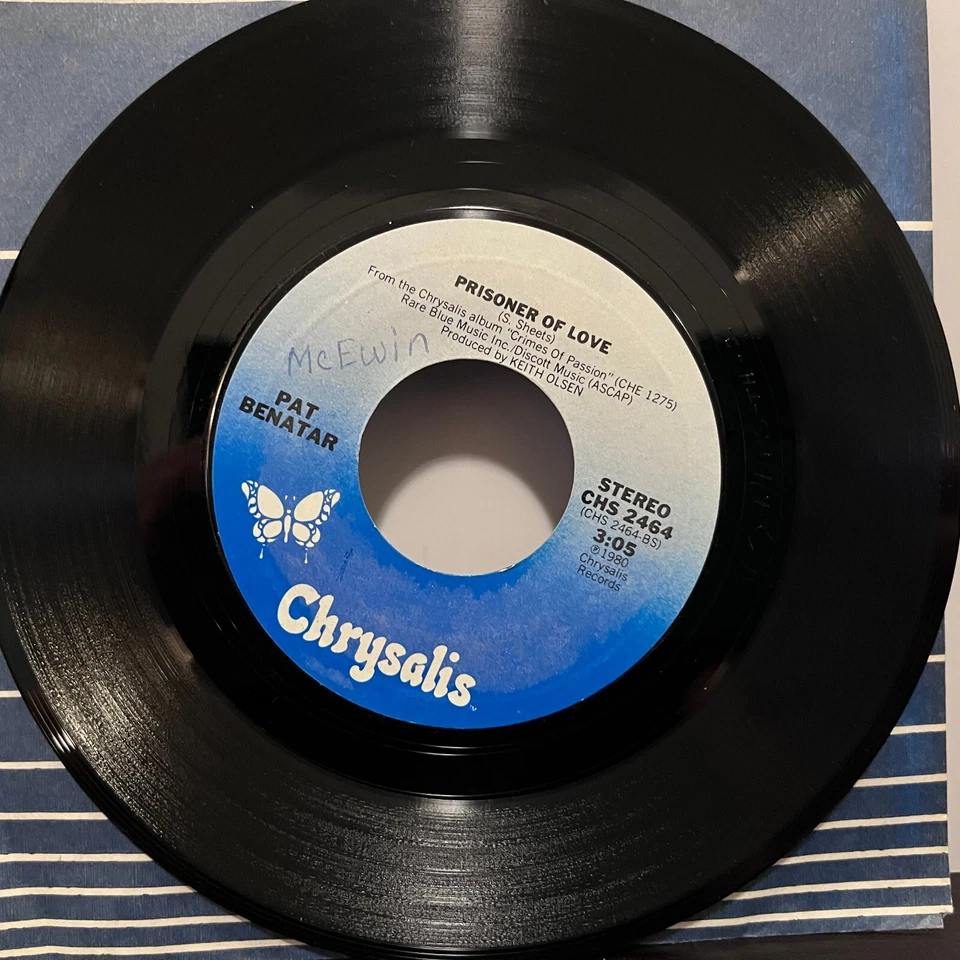 PRISONER OF LOVE
(S. Sheets)
From the Chrysalis album "Crimes Of Passion" (CHE 1275)
Rare Blue Music Inc./Discott Music (ASCAP)
Produced by KEITH OLSEN
McEwin
PAT
BENATAR
STEREO
CHS 2464
(CHS 2464-BS)
3:05
℗1980
Chrysalis
Records
Chrysalis